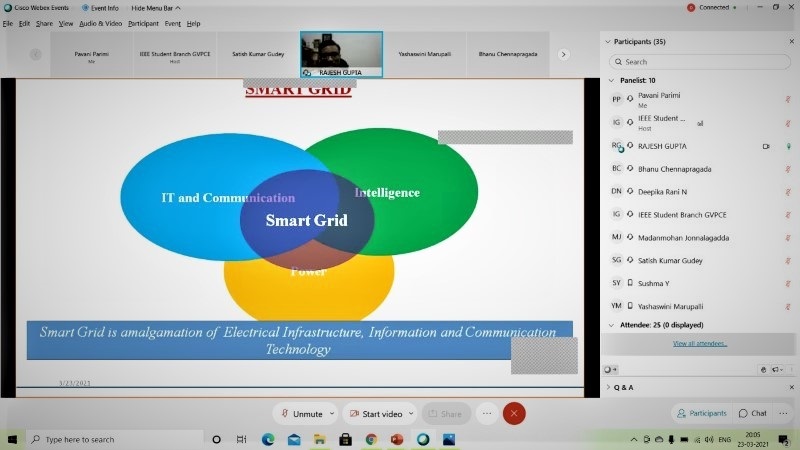 Cisco Webex Events
Event Info
Hide Menu Bar
Connected
File Edit Share View Audio & Video Participant Event Help
Pavani Parimi
Me
IEEE Student Branch GVPCE
Host
Satish Kumar Gudey
RAJESH GUPTA
Yashaswini Marupalli
Bhanu Chennapragada
SMART GRID
IT and Communication
Intelligence
Smart Grid
Power
Smart Grid is amalgamation of Electrical Infrastructure, Information and Communication
Technology
3/23/2021
Participants (35)
Search
Panelist: 10
PP Pavani Parimi
Me
IG IEEE Student ...
Host
RG RAJESH GUPTA
BC Bhanu Chennapragada
DN Deepika Rani N
IG IEEE Student Branch GVPCE
MJ Madanmohan Jonnalagadda
SG Satish Kumar Gudey
SY Sushma Y
YM Yashaswini Marupalli
Attendee: 25 (0 displayed)
View all attendees...
Q & A
Unmute
Start video
Share
Participants
Chat
Type here to search
ENG
20:05
23-03-2021